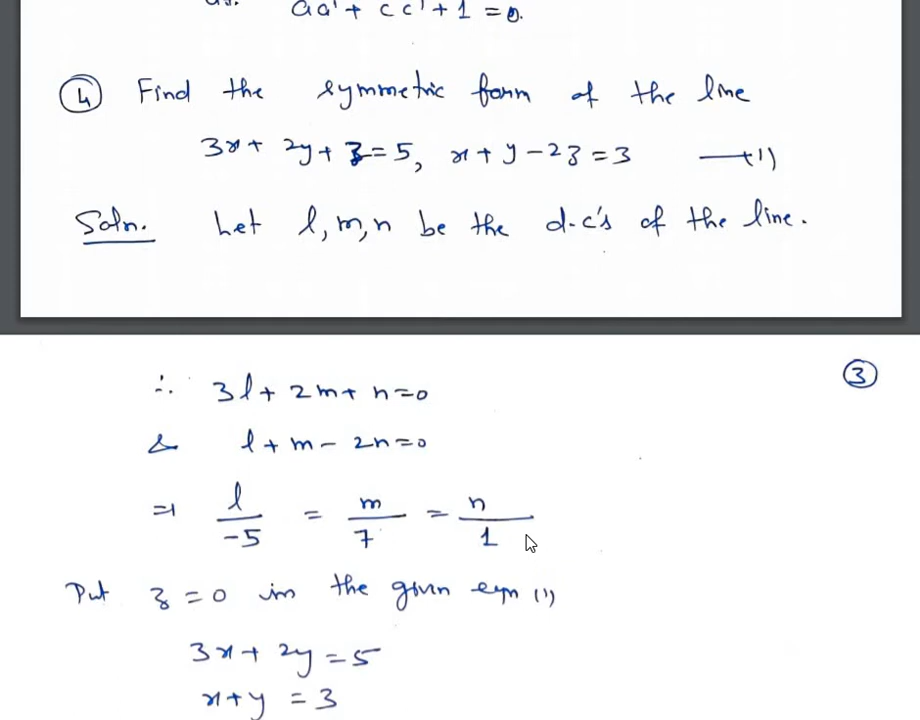 aa' + cc' + 1 = 0.
④ Find the symmetric form of the line
3x + 2y + z = 5, x + y - 2z = 3 —(1)
Soln. Let l, m, n be the d.c's of the line.
③
∴ 3l + 2m + n = 0
& l + m - 2n = 0
⇒ l/-5 = m/7 = n/1
Put z = 0 in the given eqn (1)
3x + 2y = 5
x + y = 3